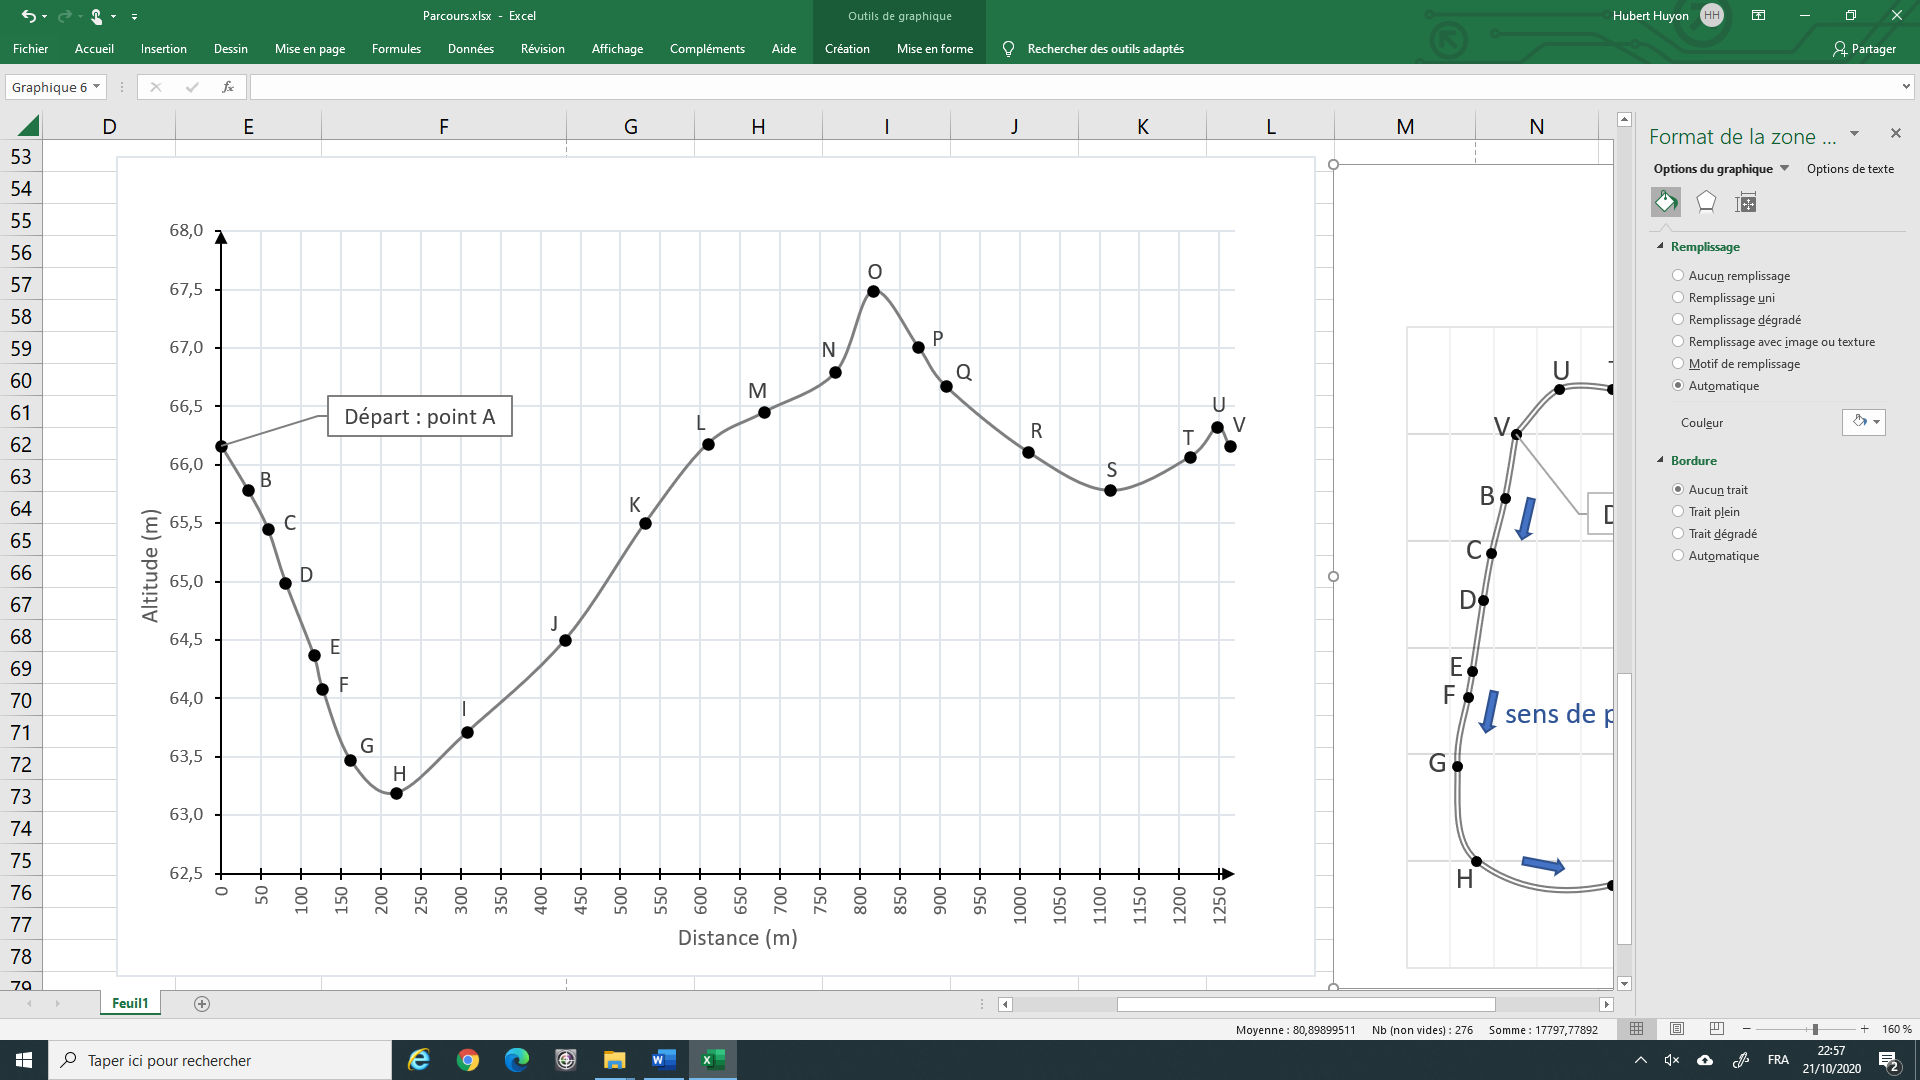 Parcours.xlsx - Excel
Outils de graphique
Hubert Huyon
HH
Fichier Accueil Insertion Dessin Mise en page Formules Données Révision Affichage Compléments Aide Création Mise en forme Rechercher des outils adaptés Partager
Graphique 6
fx
D E F G H I J K L M N
53
54
55
56
57
58
59
60
61
62
63
64
65
66
67
68
69
70
71
72
73
74
75
76
77
78
79
68,0
67,5
67,0
66,5
66,0
65,5
65,0
64,5
64,0
63,5
63,0
62,5
Altitude (m)
Départ : point A
B
C
D
E
F
G
H
I
J
K
L
M
N
O
P
Q
R
S
T
U
V
0 50 100 150 200 250 300 350 400 450 500 550 600 650 700 750 800 850 900 950 1000 1050 1100 1150 1200 1250
Distance (m)
U
V
B
C
D
E
F
G
H
sens de p
Format de la zone ...
Options du graphique Options de texte
Remplissage
Aucun remplissage
Remplissage uni
Remplissage dégradé
Remplissage avec image ou texture
Motif de remplissage
Automatique
Couleur
Bordure
Aucun trait
Trait plein
Trait dégradé
Automatique
Feuil1
Moyenne : 80,89899511 Nb (non vides) : 276 Somme : 17797,77892 160 %
Taper ici pour rechercher
FRA
22:57
21/10/2020
2